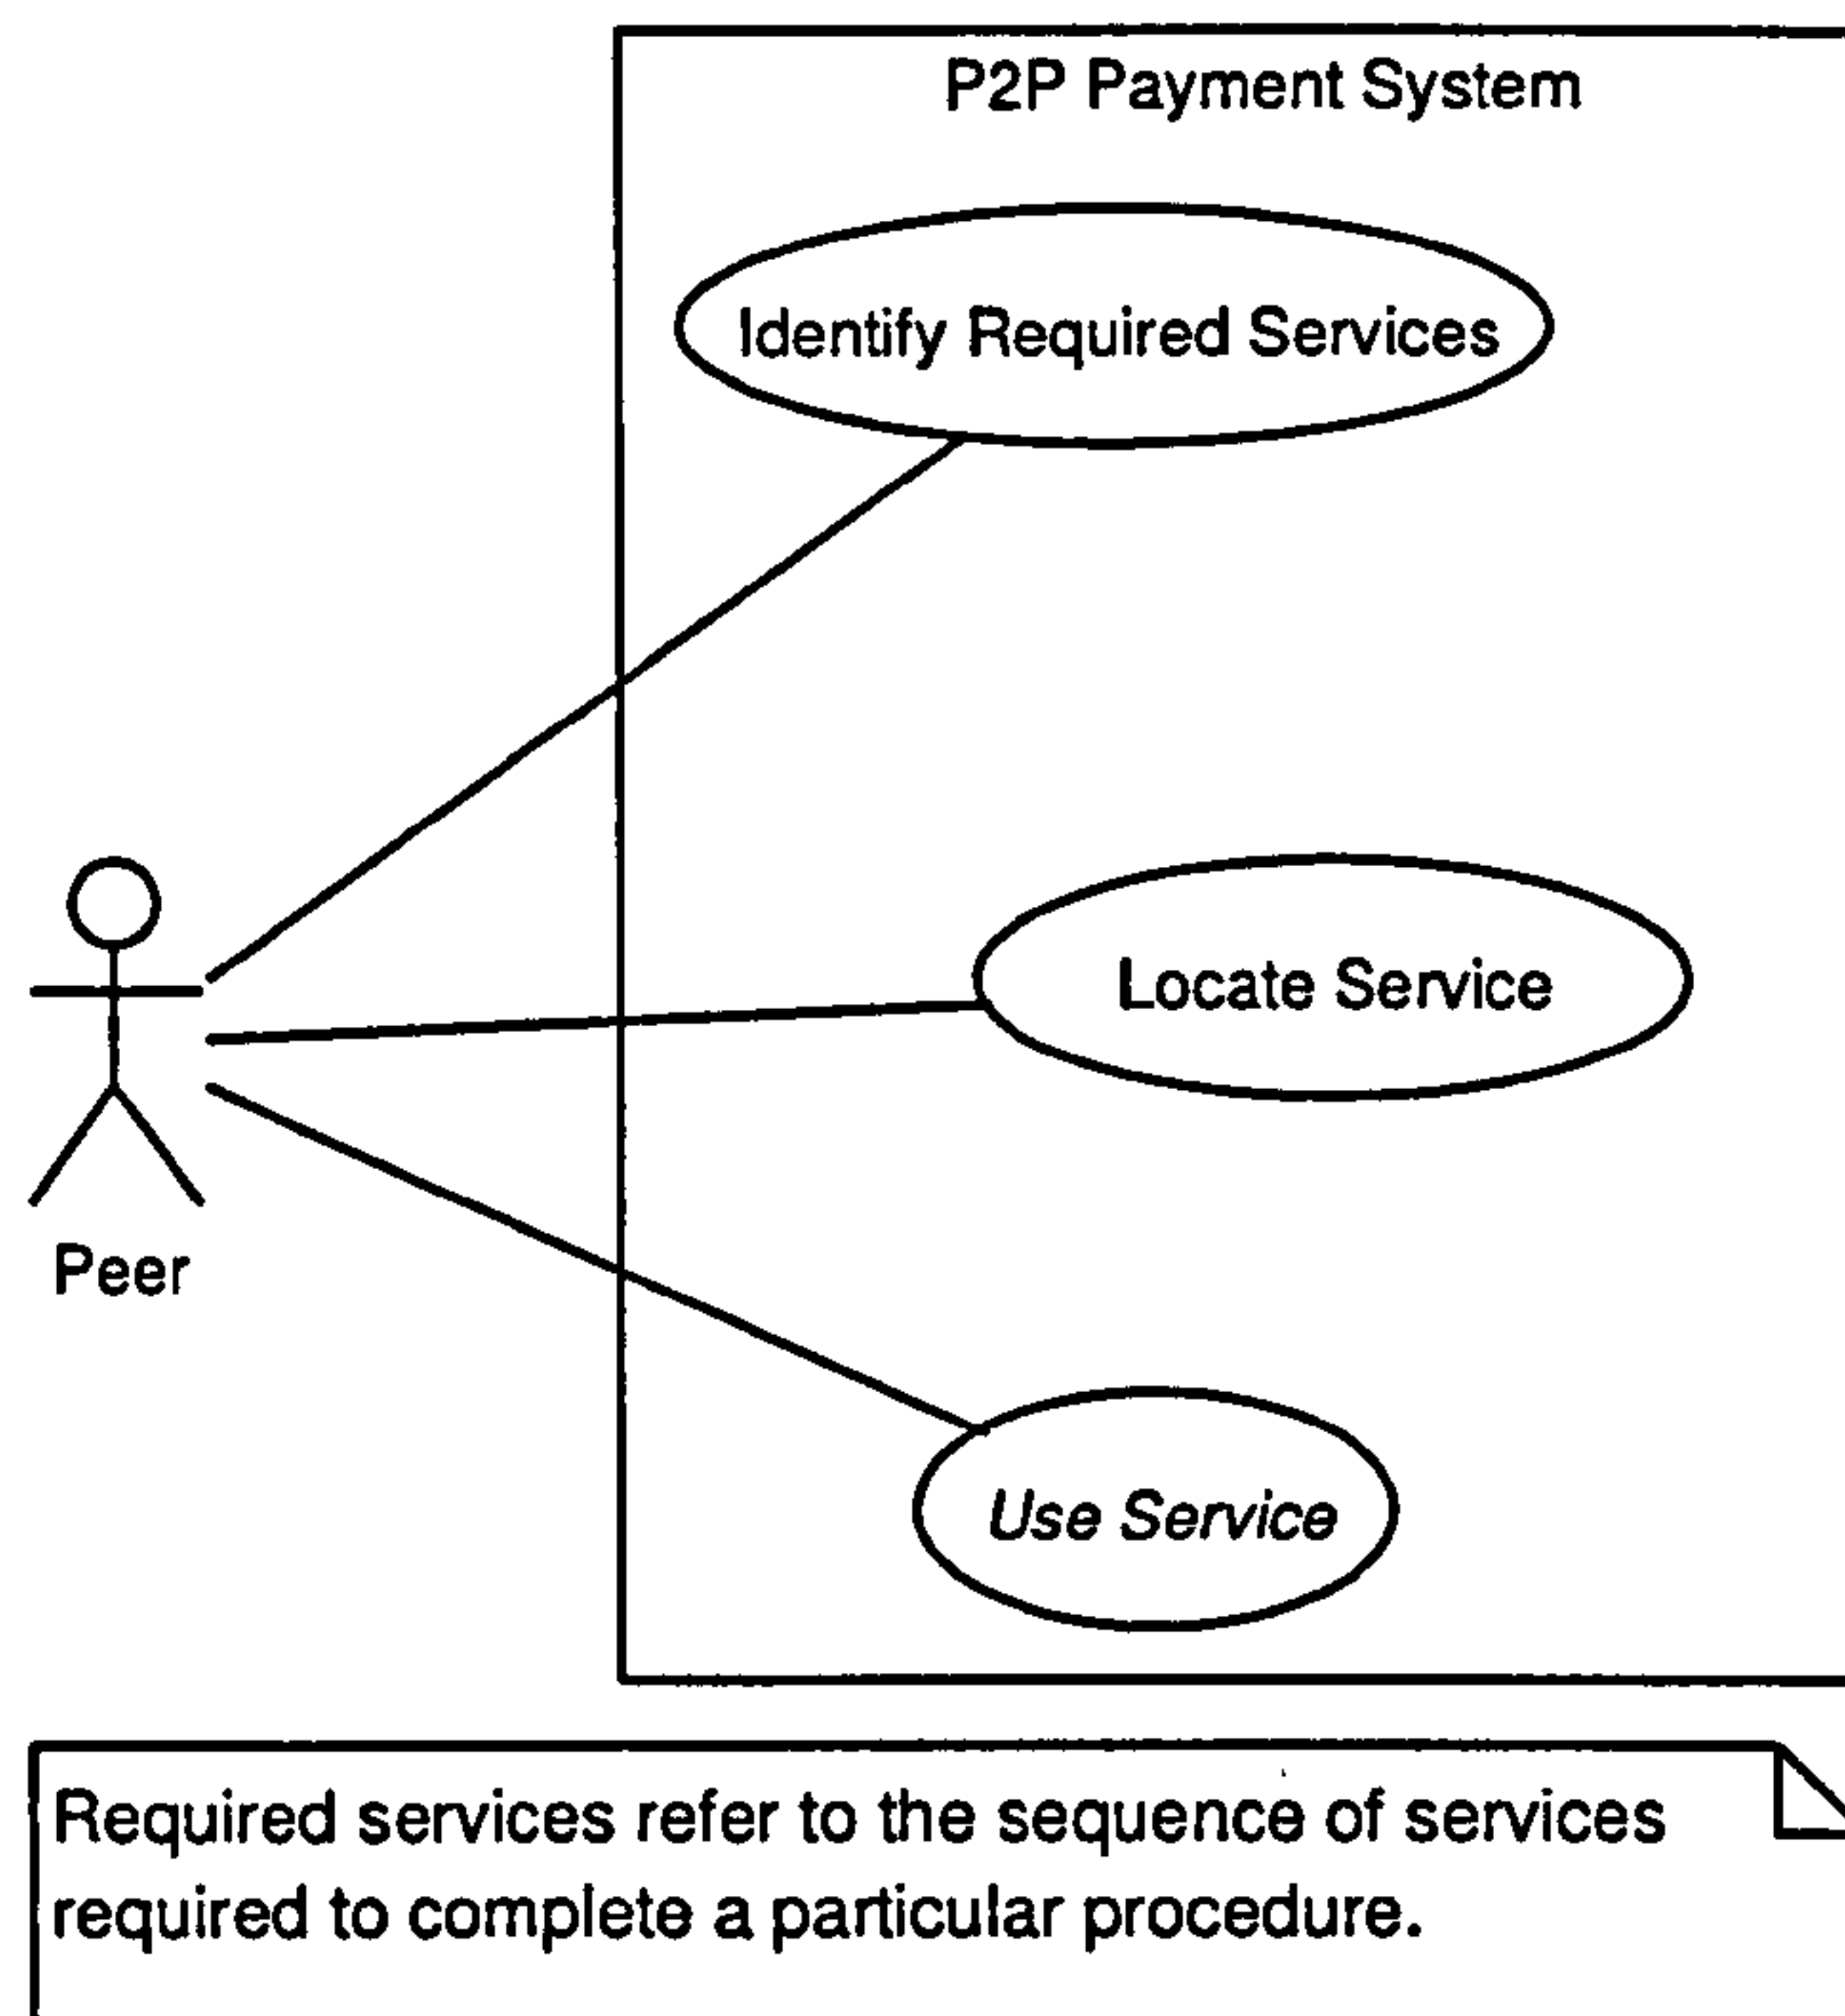 P2P Payment System
Identify Required Services
Locate Service
Peer
Use Service
Required services refer to the sequence of services
required to complete a particular procedure.